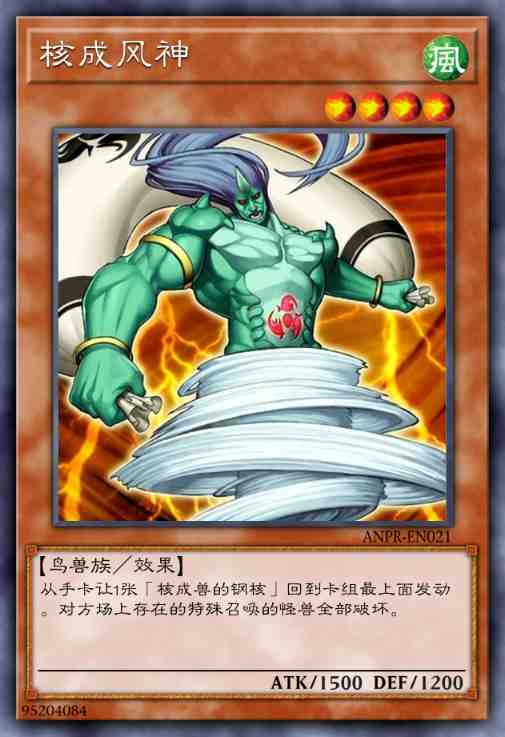 核成风神
風
ANPR-EN021
【鸟兽族／效果】
从手卡让1张「核成兽的钢核」回到卡组最上面发动
。对方场上存在的特殊召唤的怪兽全部破坏。
ATK/1500 DEF/1200
95204084